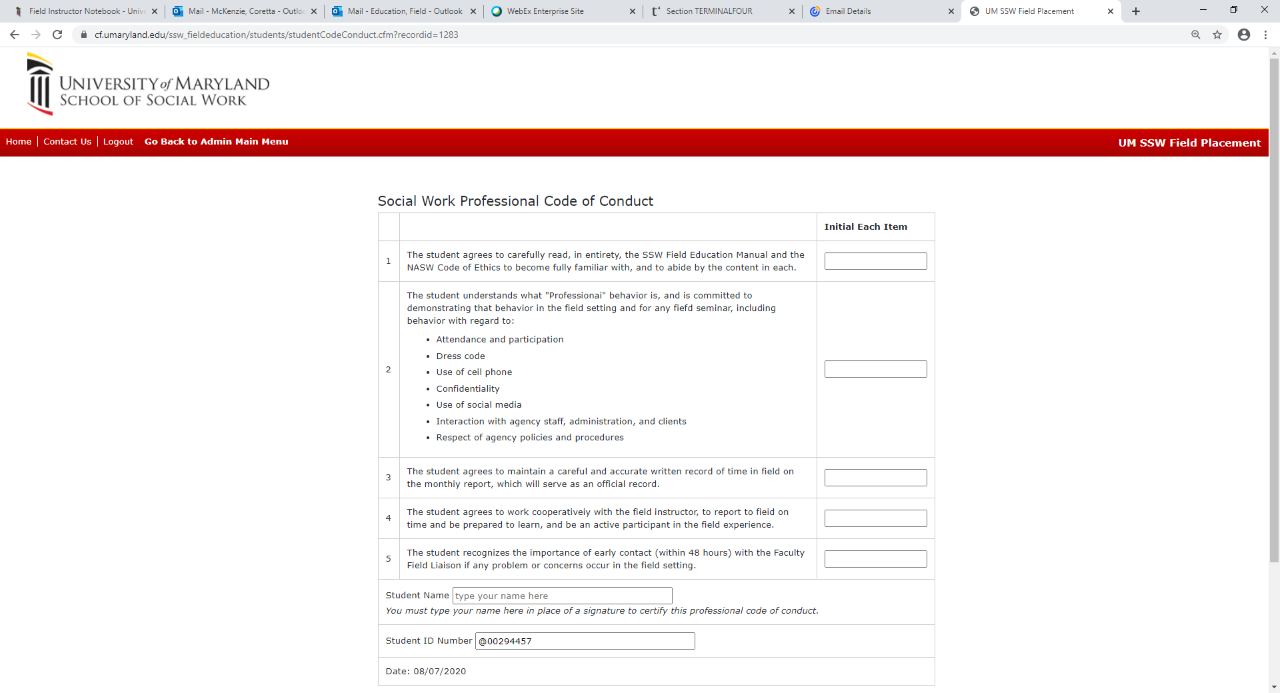 Field Instructor Notebook - Unive
Mail - McKenzie, Coretta - Outloo
Mail - Education, Field - Outlook
WebEx Enterprise Site
Section TERMINALFOUR
Email Details
UM SSW Field Placement
cf.umaryland.edu/ssw_fieldeducation/students/studentCodeConduct.cfm?recordid=1283
UNIVERSITY of MARYLAND
SCHOOL OF SOCIAL WORK
Home | Contact Us | Logout Go Back to Admin Main Menu
UM SSW Field Placement
Social Work Professional Code of Conduct
Initial Each Item
1 The student agrees to carefully read, in entirety, the SSW Field Education Manual and the
NASW Code of Ethics to become fully familiar with, and to abide by the content in each.
The student understands what "Professionai" behavior is, and is committed to
demonstrating that behavior in the field setting and for any fiefd seminar, including
behavior with regard to:
• Attendance and participation
• Dress code
2
• Use of cell phone
• Confidentiality
• Use of social media
• Interaction with agency staff, administration, and clients
• Respect of agency policies and procedures
3 The student agrees to maintain a careful and accurate written record of time in field on
the monthly report, which will serve as an official record.
4 The student agrees to work cooperatively with the field instructor, to report to field on
time and be prepared to learn, and be an active participant in the field experience.
5 The student recognizes the importance of early contact (within 48 hours) with the Faculty
Field Liaison if any problem or concerns occur in the field setting.
Student Name type your name here
You must type your name here in place of a signature to certify this professional code of conduct.
Student ID Number @00294457
Date: 08/07/2020